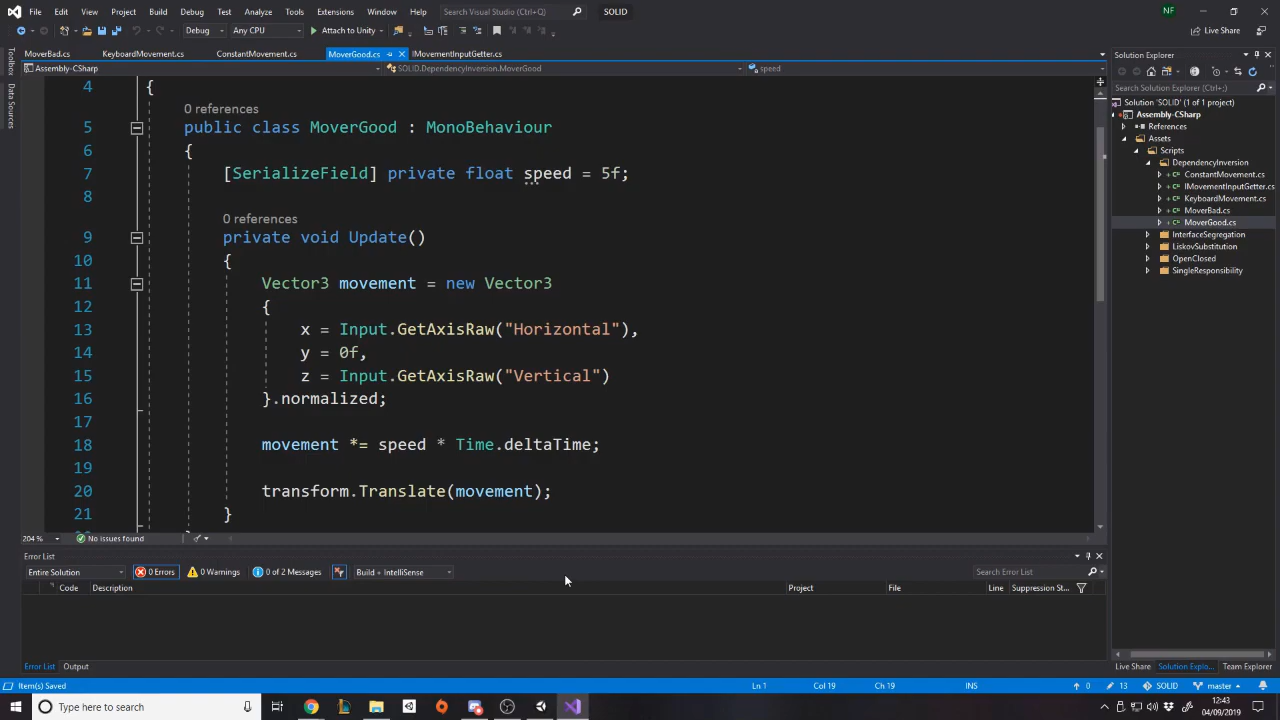 File Edit View Project Build Debug Test Analyze Tools Extensions Window Help Search Visual Studio (Ctrl+Q) SOLID NF
Debug Any CPU Attach to Unity Live Share
Toolbox
Data Sources
MoverBad.cs KeyboardMovement.cs ConstantMovement.cs MoverGood.cs IMovementInputGetter.cs
Assembly-CSharp SOLID.DependencyInversion.MoverGood speed
4 {
0 references
5 public class MoverGood : MonoBehaviour
6 {
7 [SerializeField] private float speed = 5f;
8
0 references
9 private void Update()
10 {
11 Vector3 movement = new Vector3
12 {
13 x = Input.GetAxisRaw("Horizontal"),
14 y = 0f,
15 z = Input.GetAxisRaw("Vertical")
16 }.normalized;
17
18 movement *= speed * Time.deltaTime;
19
20 transform.Translate(movement);
21 }
204 % No issues found
Solution Explorer
Search Solution Explorer (Ctrl+;)
Solution 'SOLID' (1 of 1 project)
Assembly-CSharp
References
Assets
Scripts
DependencyInversion
ConstantMovement.cs
IMovementInputGetter.cs
KeyboardMovement.cs
MoverBad.cs
MoverGood.cs
InterfaceSegregation
LiskovSubstitution
OpenClosed
SingleResponsibility
Live Share Solution Explo... Team Explorer
Error List
Entire Solution 0 Errors 0 Warnings 0 of 2 Messages Build + IntelliSense Search Error List
Code Description Project File Line Suppression St...
Error List Output
Item(s) Saved Ln 1 Col 19 Ch 19 INS 0 13 SOLID master
Type here to search 12:43
04/09/2019